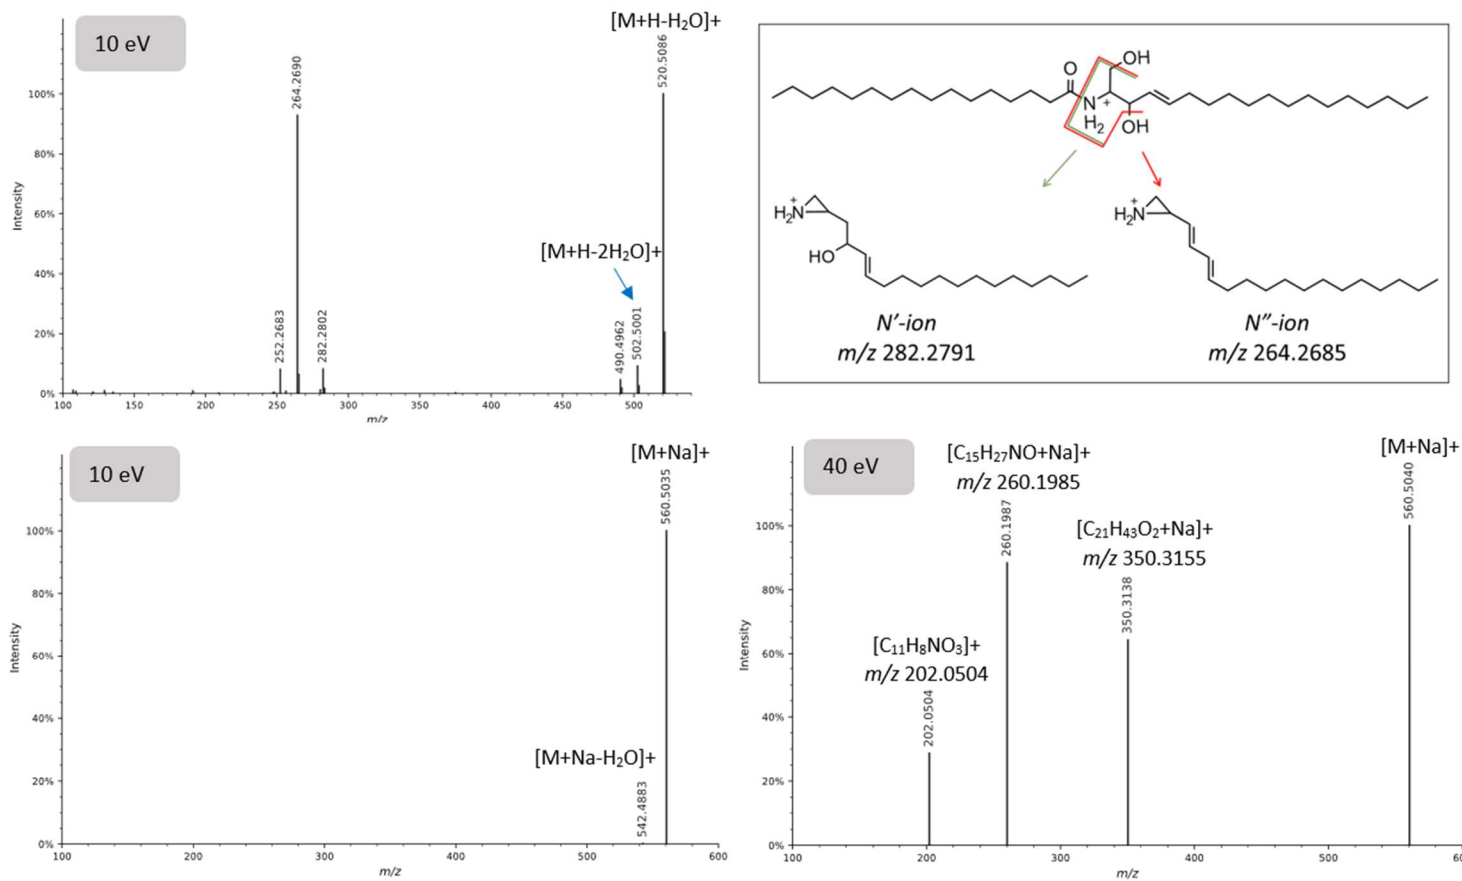 10 eV
[M+H-H₂O]+
520.5086
264.2690
[M+H-2H₂O]+
502.5001
490.4962
252.2683
282.2802
Intensity
100%
80%
60%
40%
20%
0%
100 150 200 250 300 350 400 450 500
m/z
O
OH
N
+
H₂
OH
H₂N
+
HO
H₂N
+
N'-ion
m/z 282.2791
N"-ion
m/z 264.2685
10 eV
[M+Na]+
560.5035
[M+Na-H₂O]+
542.4883
Intensity
100%
80%
60%
40%
20%
0%
100 200 300 400 500 600
m/z
40 eV
[C₁₅H₂₇NO+Na]+
m/z 260.1985
260.1987
[C₂₁H₄₃O₂+Na]+
m/z 350.3155
350.3138
[M+Na]+
560.5040
[C₁₁H₈NO₃]+
m/z 202.0504
202.0504
Intensity
100%
80%
60%
40%
20%
0%
100 200 300 400 500
m/z